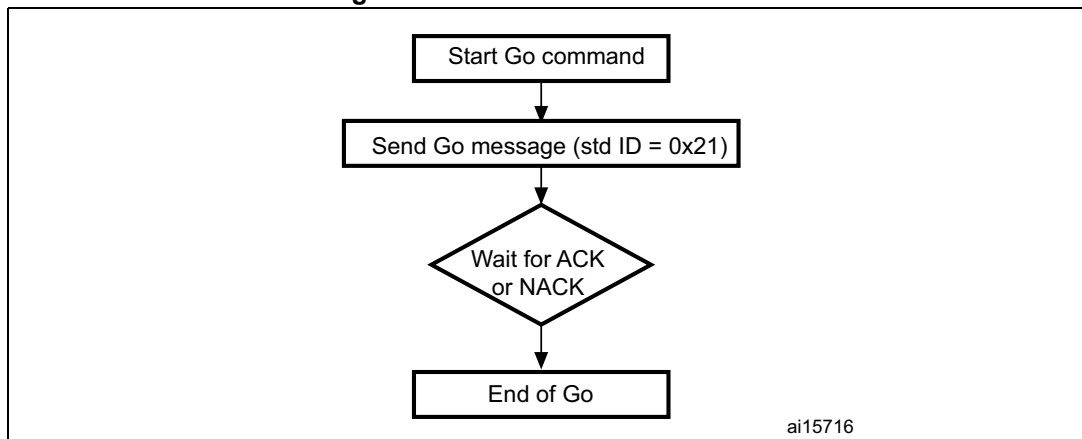 Start Go command
Send Go message (std ID = 0x21)
Wait for ACK
or NACK
End of Go
ai15716